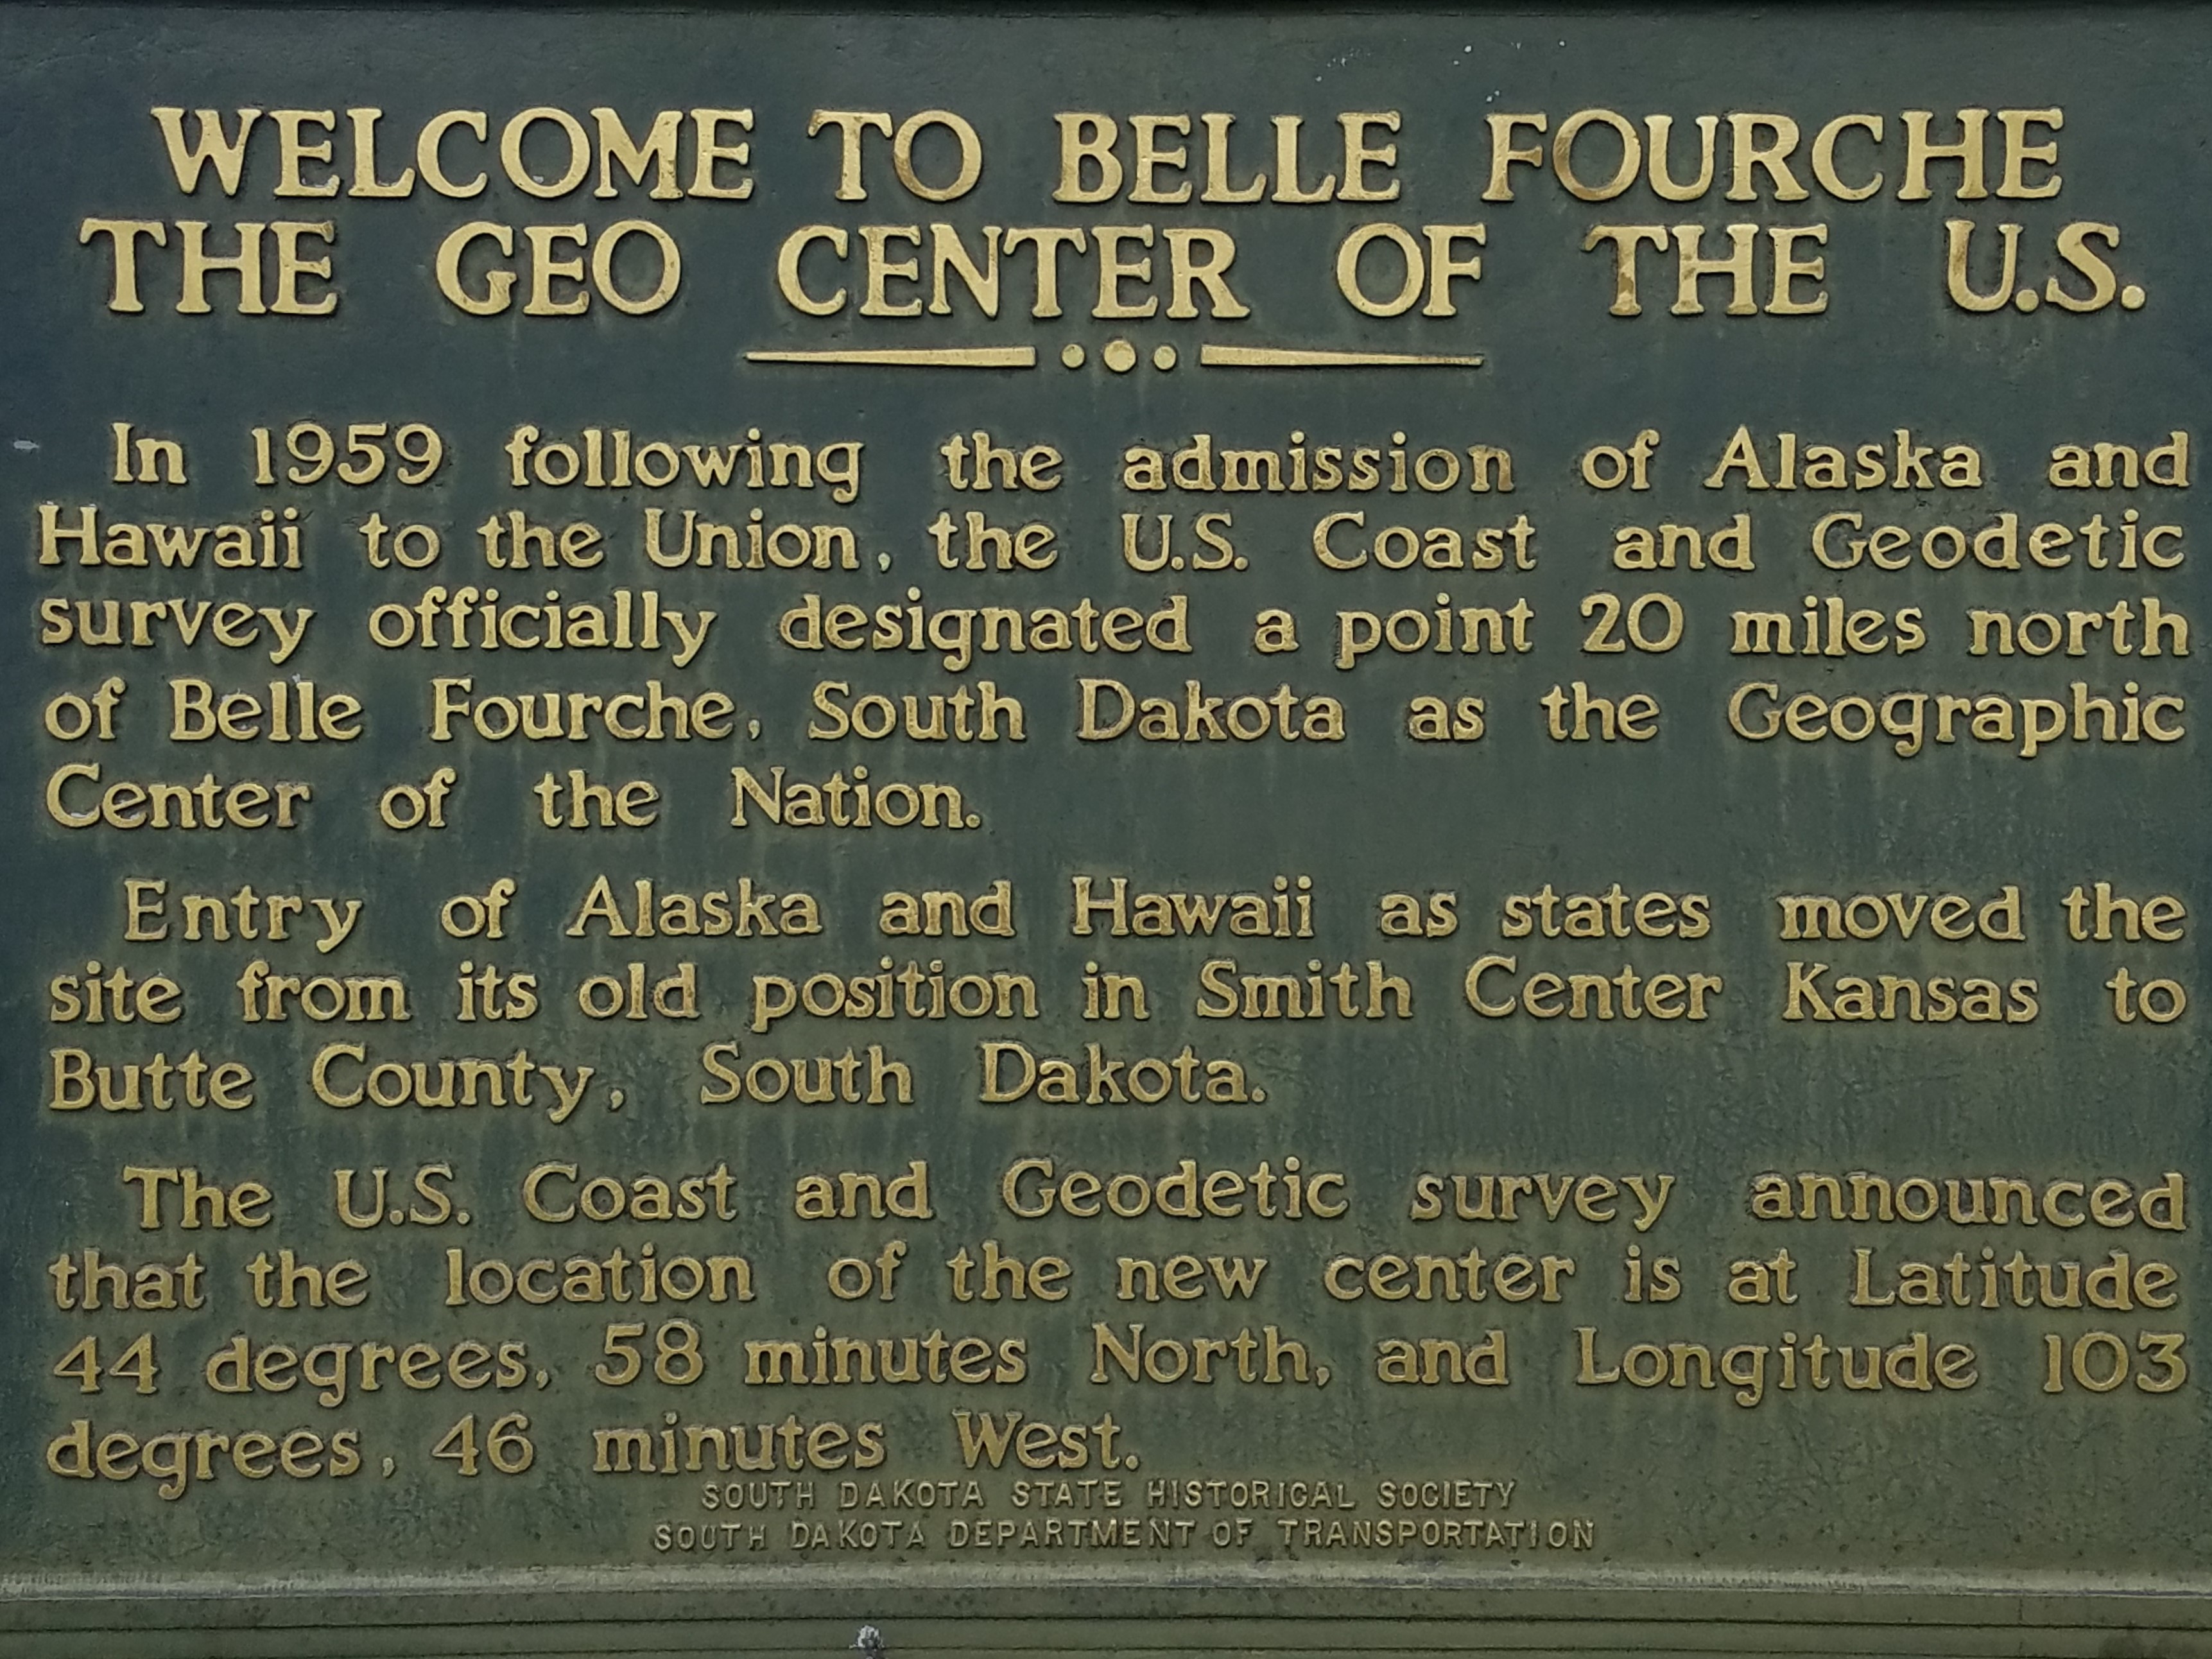 WELCOME TO BELLE FOURCHE
THE GEO CENTER OF THE U.S.
In 1959 following the admission of Alaska and
Hawaii to the Union, the U.S. Coast and Geodetic
survey officially designated a point 20 miles north
of Belle Fourche, South Dakota as the Geographic
Center of the Nation.
Entry of Alaska and Hawaii as states moved the
site from its old position in Smith Center Kansas to
Butte County, South Dakota.
The U.S. Coast and Geodetic survey announced
that the location of the new center is at Latitude
44 degrees, 58 minutes North, and Longitude 103
degrees, 46 minutes West.
SOUTH DAKOTA STATE HISTORICAL SOCIETY
SOUTH DAKOTA DEPARTMENT OF TRANSPORTATION